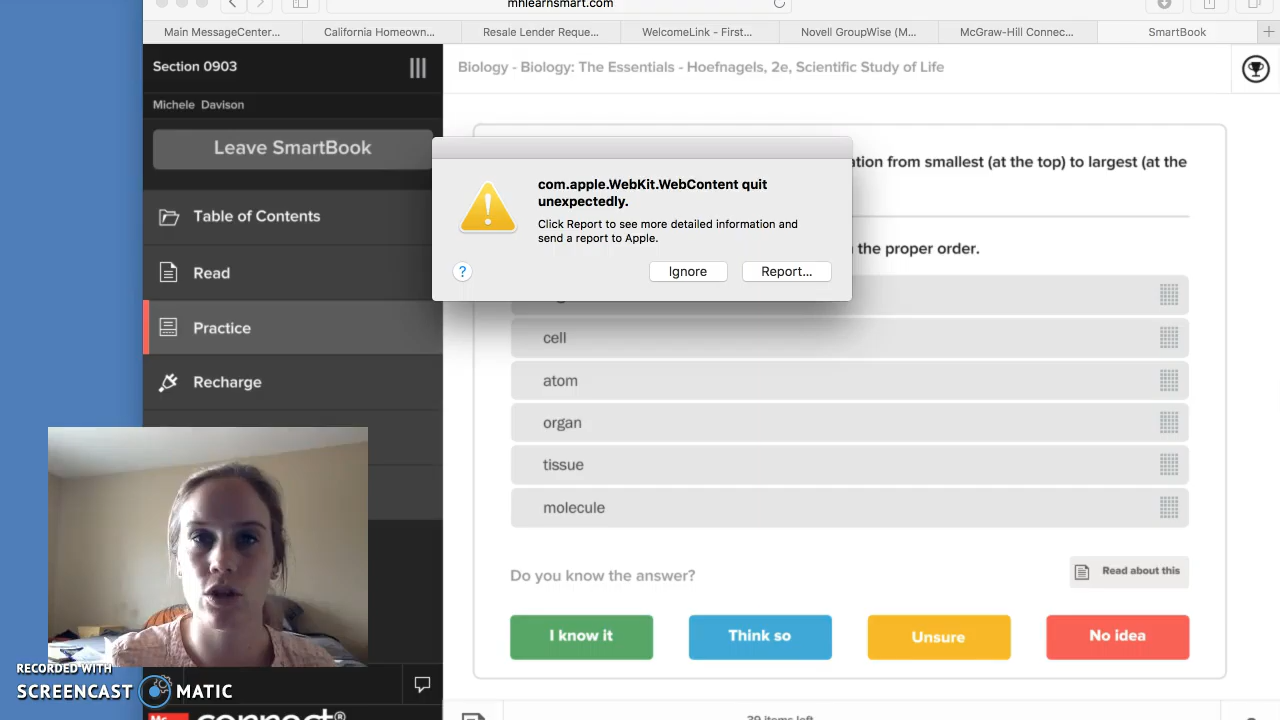 mhlearnsmart.com
Main MessageCenter...
California Homeown...
Resale Lender Reque...
WelcomeLink - First...
Novell GroupWise (M...
McGraw-Hill Connec...
SmartBook
Section 0903
Michele Davison
Leave SmartBook
Table of Contents
Read
Practice
Recharge
Biology - Biology: The Essentials - Hoefnagels, 2e, Scientific Study of Life
ation from smallest (at the top) to largest (at the
com.apple.WebKit.WebContent quit
unexpectedly.
Click Report to see more detailed information and
send a report to Apple.
?
Ignore
Report...
the proper order.
cell
atom
organ
tissue
molecule
Do you know the answer?
Read about this
I know it
Think so
Unsure
No idea
39 items left
RECORDED WITH
SCREENCAST MATIC
connect®